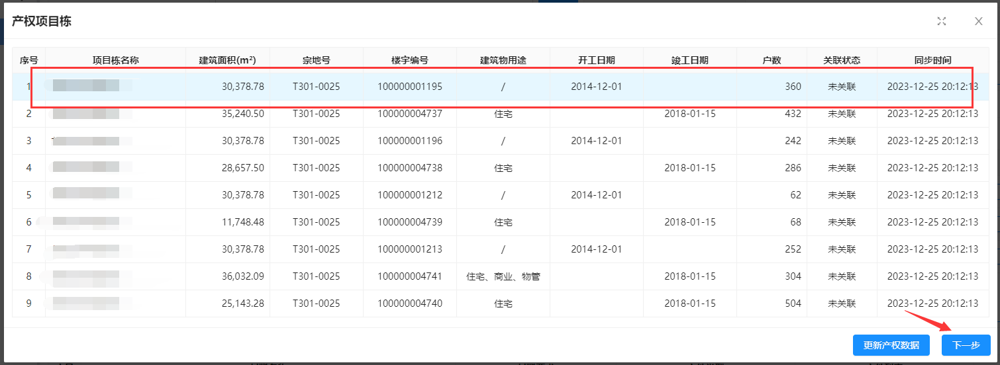 产权项目栋
序号 项目栋名称 建筑面积(m²) 宗地号 楼宇编号 建筑物用途 开工日期 竣工日期 户数 关联状态 同步时间
1 30,378.78 T301-0025 100000001195 / 2014-12-01 360 未关联 2023-12-25 20:12:13
2 35,240.50 T301-0025 100000004737 住宅 2018-01-15 432 未关联 2023-12-25 20:12:13
3 30,378.78 T301-0025 100000001196 / 2014-12-01 242 未关联 2023-12-25 20:12:13
4 28,657.50 T301-0025 100000004738 住宅 2018-01-15 286 未关联 2023-12-25 20:12:13
5 30,378.78 T301-0025 100000001212 / 2014-12-01 62 未关联 2023-12-25 20:12:13
6 11,748.48 T301-0025 100000004739 住宅 2018-01-15 68 未关联 2023-12-25 20:12:13
7 30,378.78 T301-0025 100000001213 / 2014-12-01 252 未关联 2023-12-25 20:12:13
8 36,032.09 T301-0025 100000004741 住宅、商业、物管 2018-01-15 304 未关联 2023-12-25 20:12:13
9 25,143.28 T301-0025 100000004740 住宅 2018-01-15 504 未关联 2023-12-25 20:12:13
更新产权数据 下一步